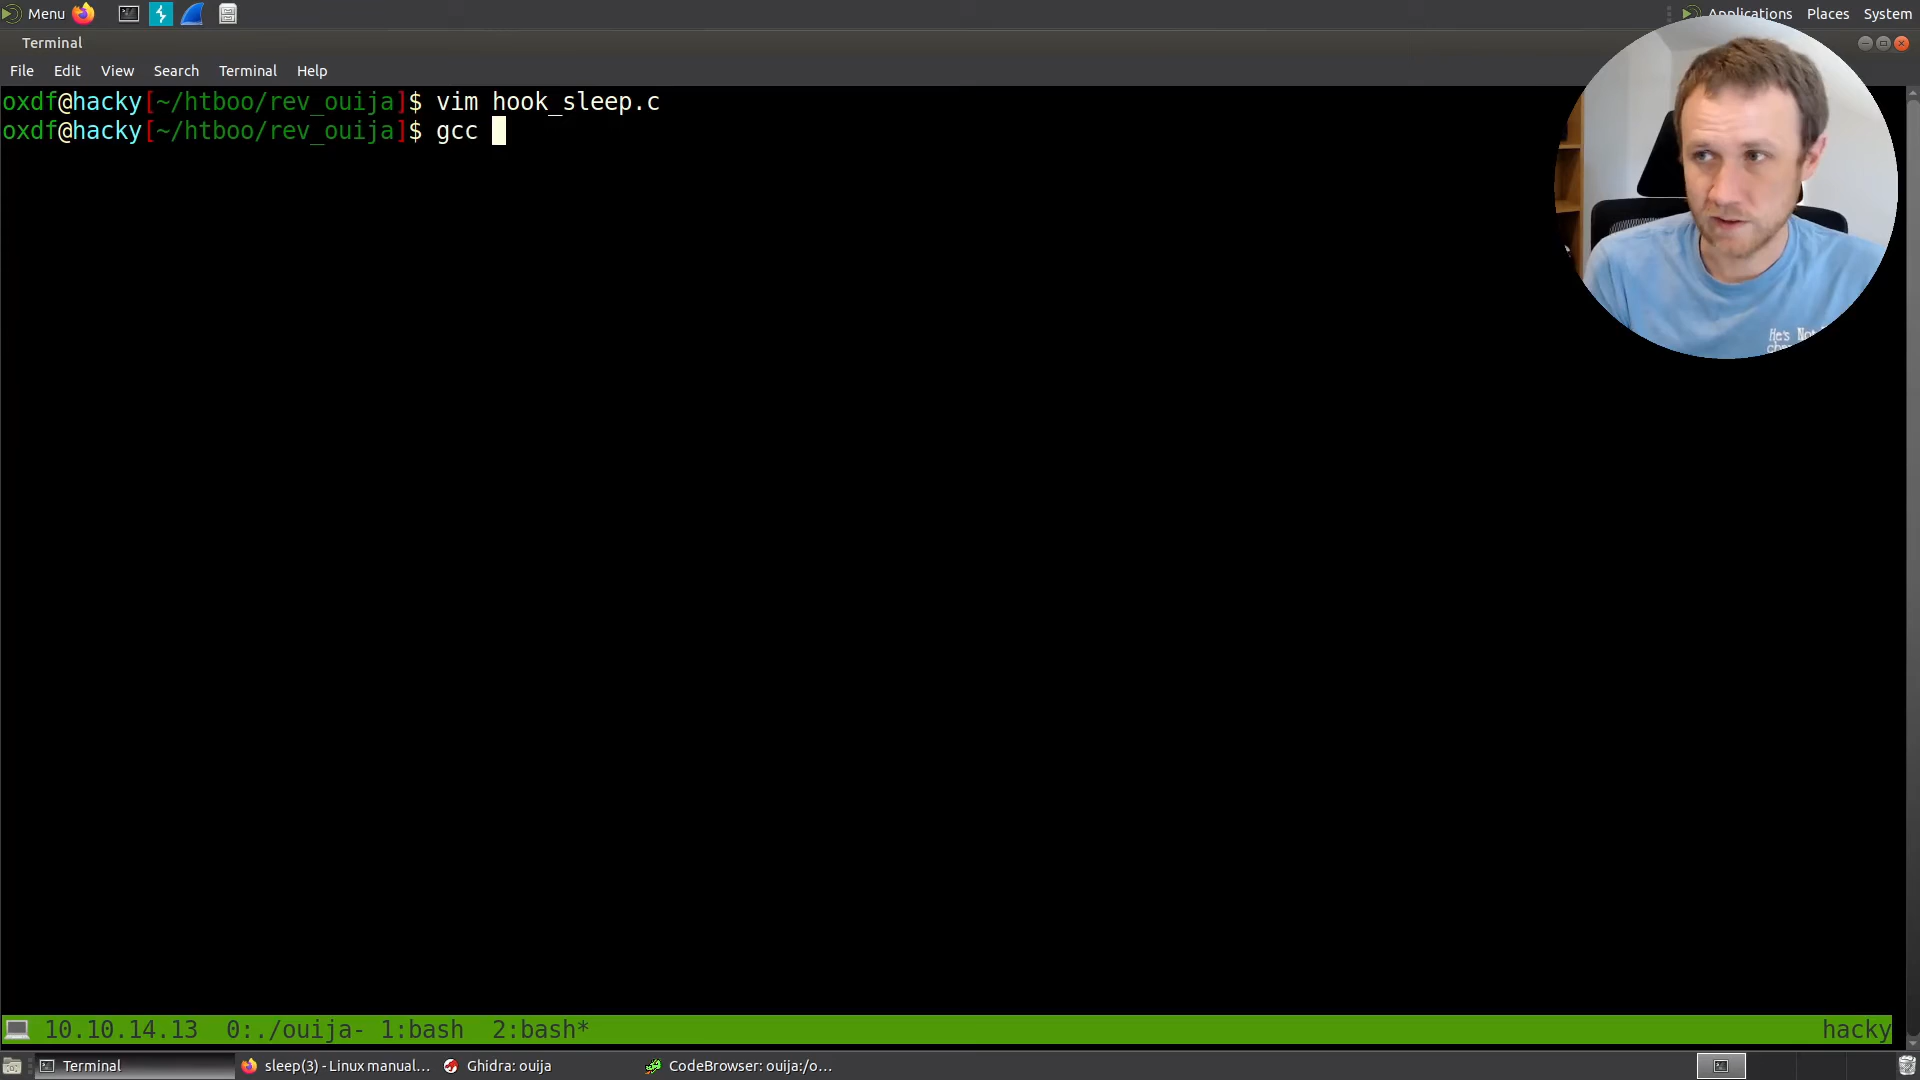 Menu
Applications Places System
Terminal
File Edit View Search Terminal Help
oxdf@hacky[~/htboo/rev_ouija]$ vim hook_sleep.c
oxdf@hacky[~/htboo/rev_ouija]$ gcc
He's Not
10.10.14.13 0:./ouija- 1:bash 2:bash* hacky
Terminal sleep(3) - Linux manual... Ghidra: ouija CodeBrowser: ouija:/o...